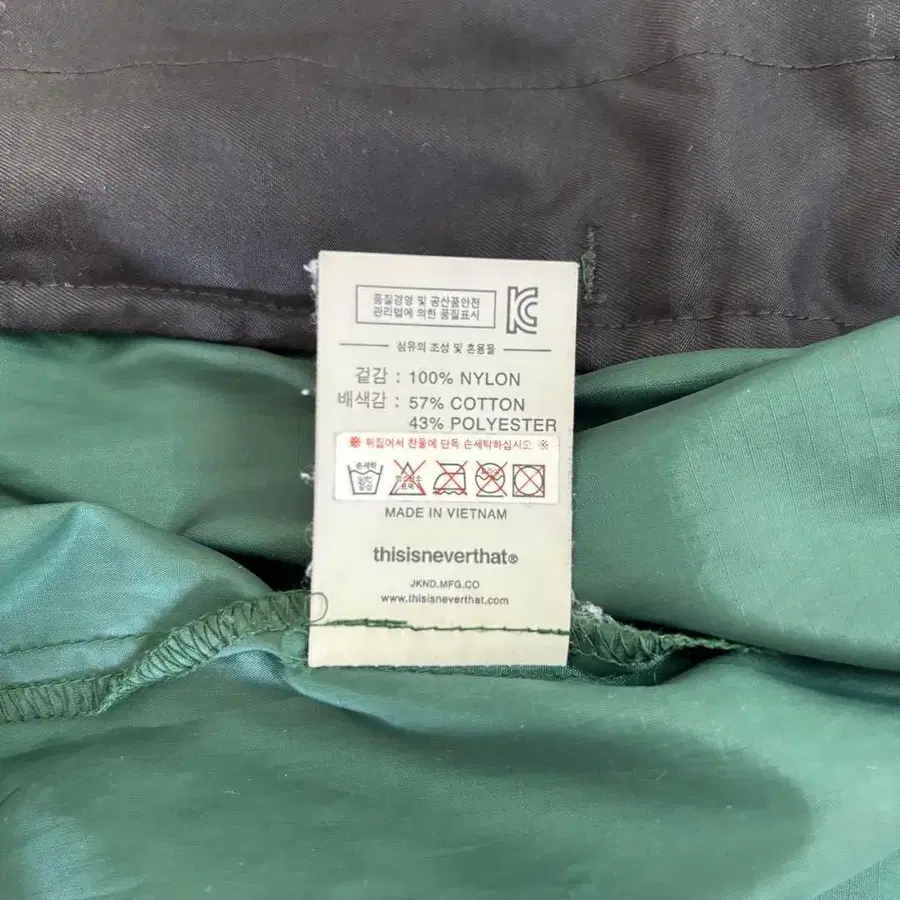 품질경영 및 공산품안전
관리법에 의한 품질표시
섬유의 조성 및 혼용율
겉감 : 100% NYLON
배색감 : 57% COTTON
43% POLYESTER
※ 뒤집어서 찬물에 단독 손세탁하십시오. ※
손세탁
MADE IN VIETNAM
thisisneverthat®
JKND.MFG.CO
www.thisisneverthat.com